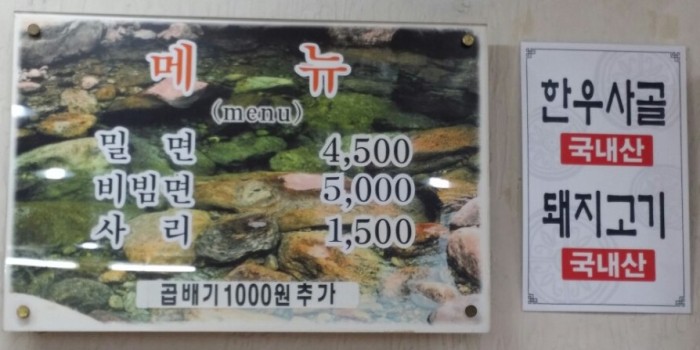 메 뉴
(menu)
밀 면 4,500
비빔면 5,000
사 리 1,500
곱배기1000원추가
한우사골
국내산
돼지고기
국내산